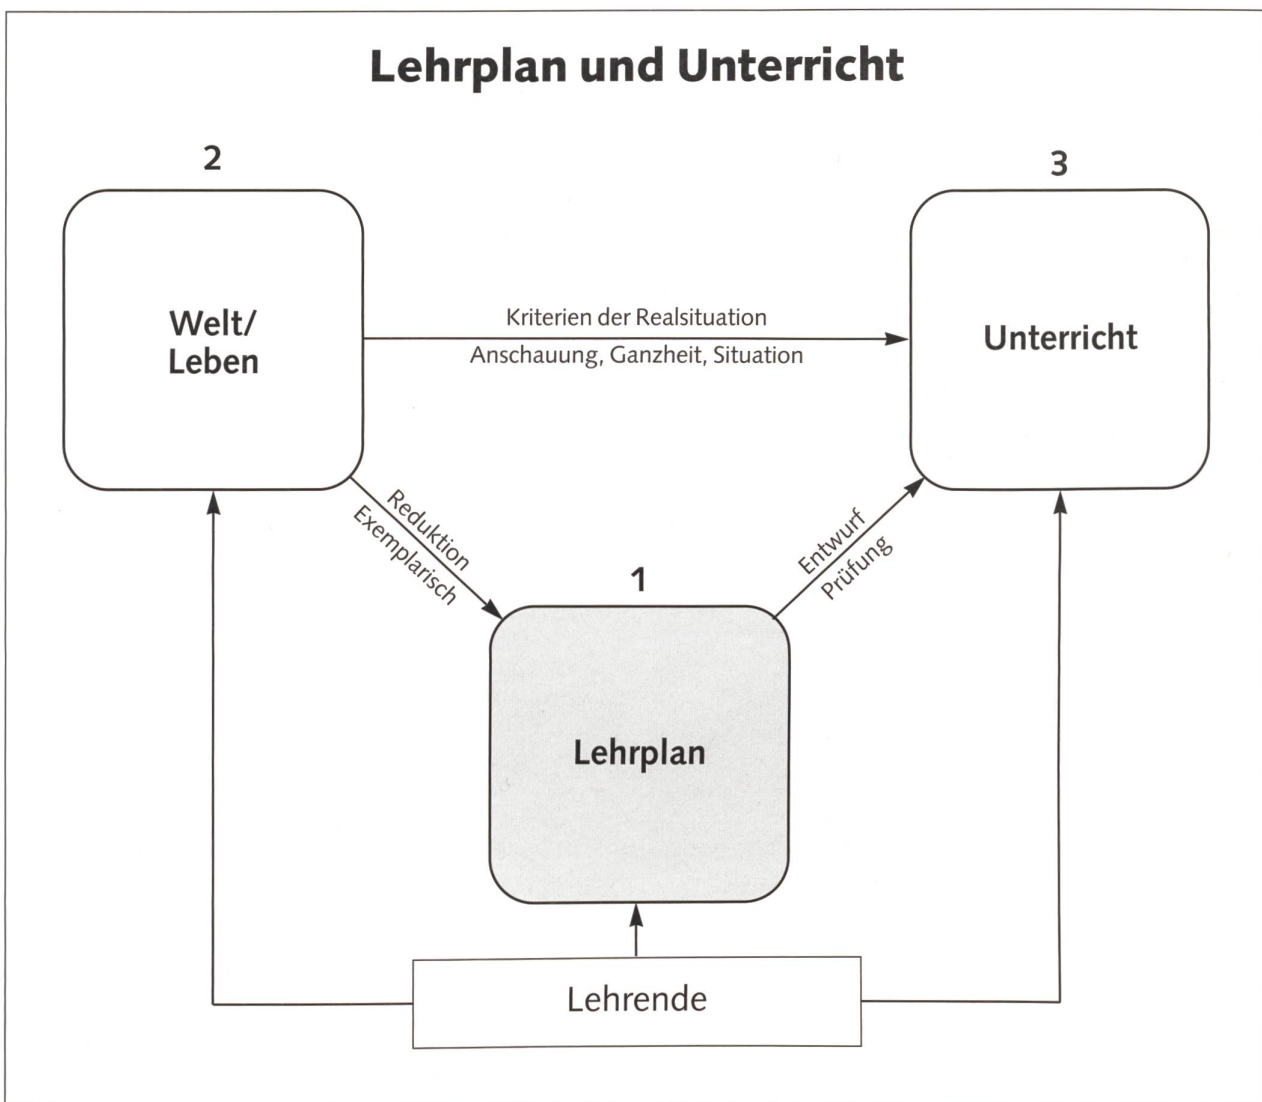 Lehrplan und Unterricht
2
3
Welt/
Leben
Kriterien der Realsituation
Anschauung, Ganzheit, Situation
Unterricht
Reduktion
Exemplarisch
Entwurf
Prüfung
1
Lehrplan
Lehrende